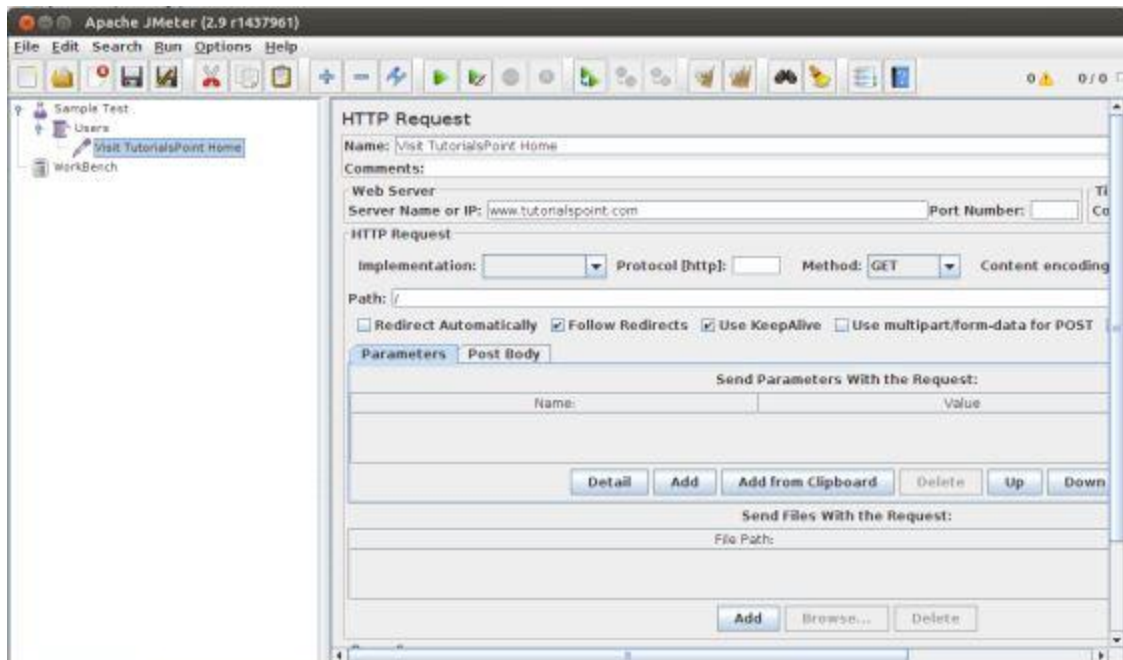 Apache JMeter (2.9 r1437961)
File Edit Search Run Options Help
0 0 / 0
Sample Test
Users
Visit TutorialsPoint Home
WorkBench
HTTP Request
Name: Visit TutorialsPoint Home
Comments:
Web Server
Ti
Server Name or IP: www.tutorialspoint.com Port Number: Co
HTTP Request
Implementation: Protocol [http]: Method: GET Content encoding
Path: /
Redirect Automatically Follow Redirects Use KeepAlive Use multipart/form-data for POST
Parameters Post Body
Send Parameters With the Request:
Name: Value
Detail Add Add from Clipboard Delete Up Down
Send Files With the Request:
File Path:
Add Browse... Delete